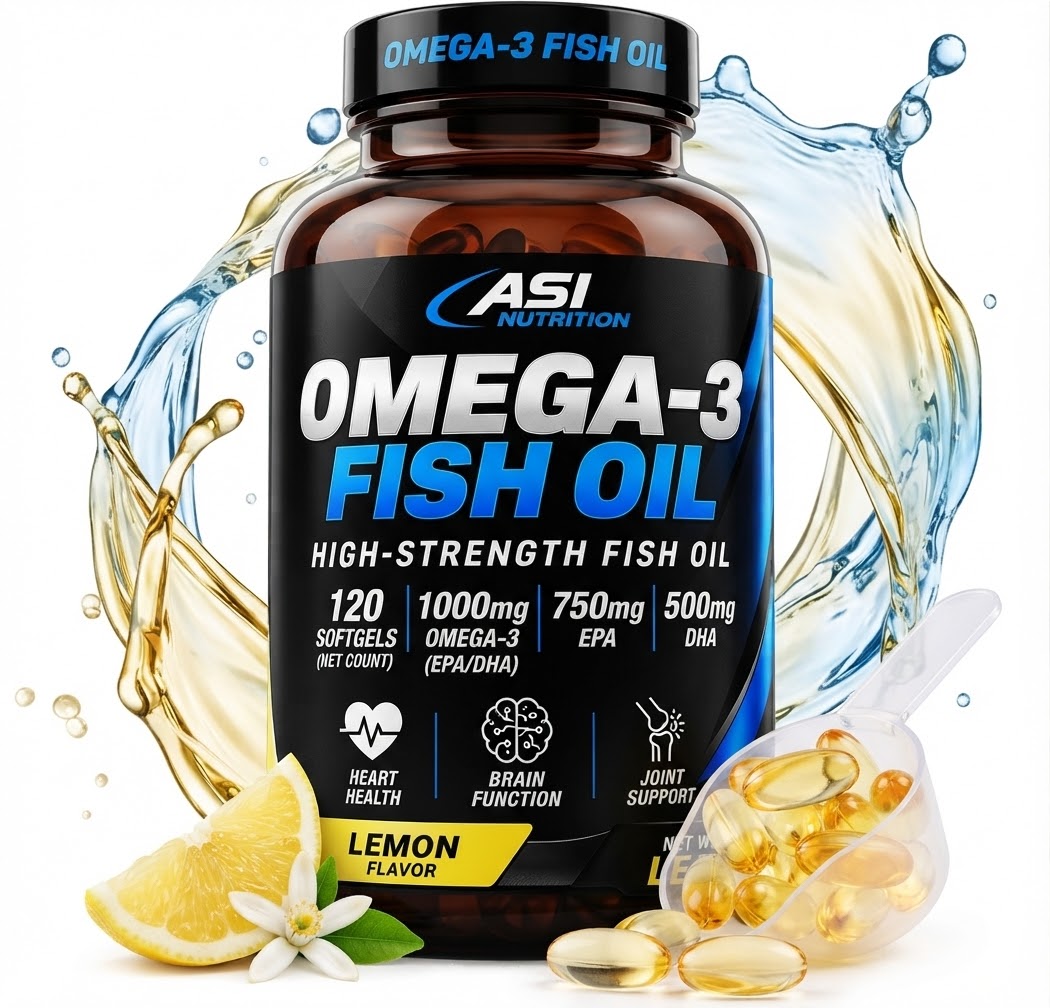 OMEGA-3 FISH OIL
ASI
NUTRITION
OMEGA-3
FISH OIL
HIGH-STRENGTH FISH OIL
120
SOFTGELS
(NET COUNT)
1000mg
OMEGA-3
(EPA/DHA)
750mg
EPA
500mg
DHA
HEART
HEALTH
BRAIN
FUNCTION
JOINT
SUPPORT
LEMON
FLAVOR
NET